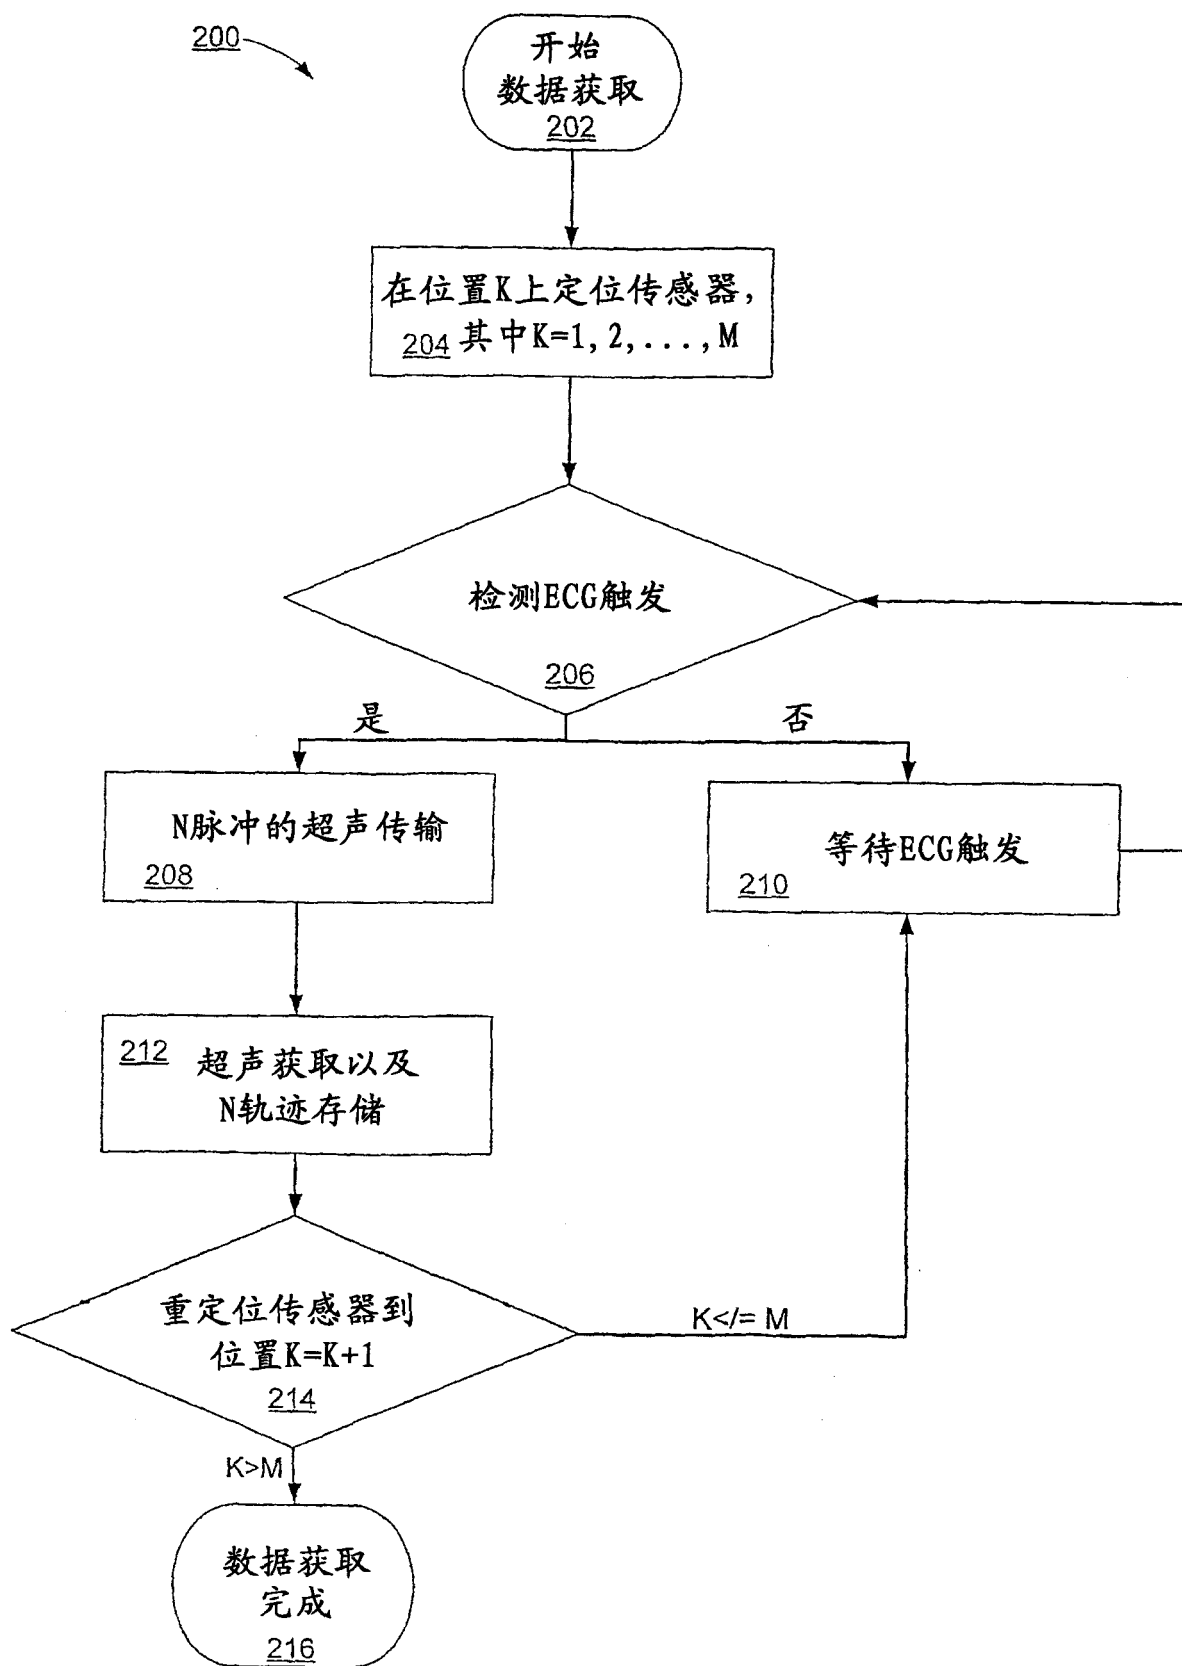 200
开始
数据获取
202
在位置K上定位传感器,
204 其中K=1,2,...,M
检测ECG触发
206
是
否
N脉冲的超声传输
208
等待ECG触发
210
212 超声获取以及
N轨迹存储
重定位传感器到
位置K=K+1
214
K</= M
K>M
数据获取
完成
216